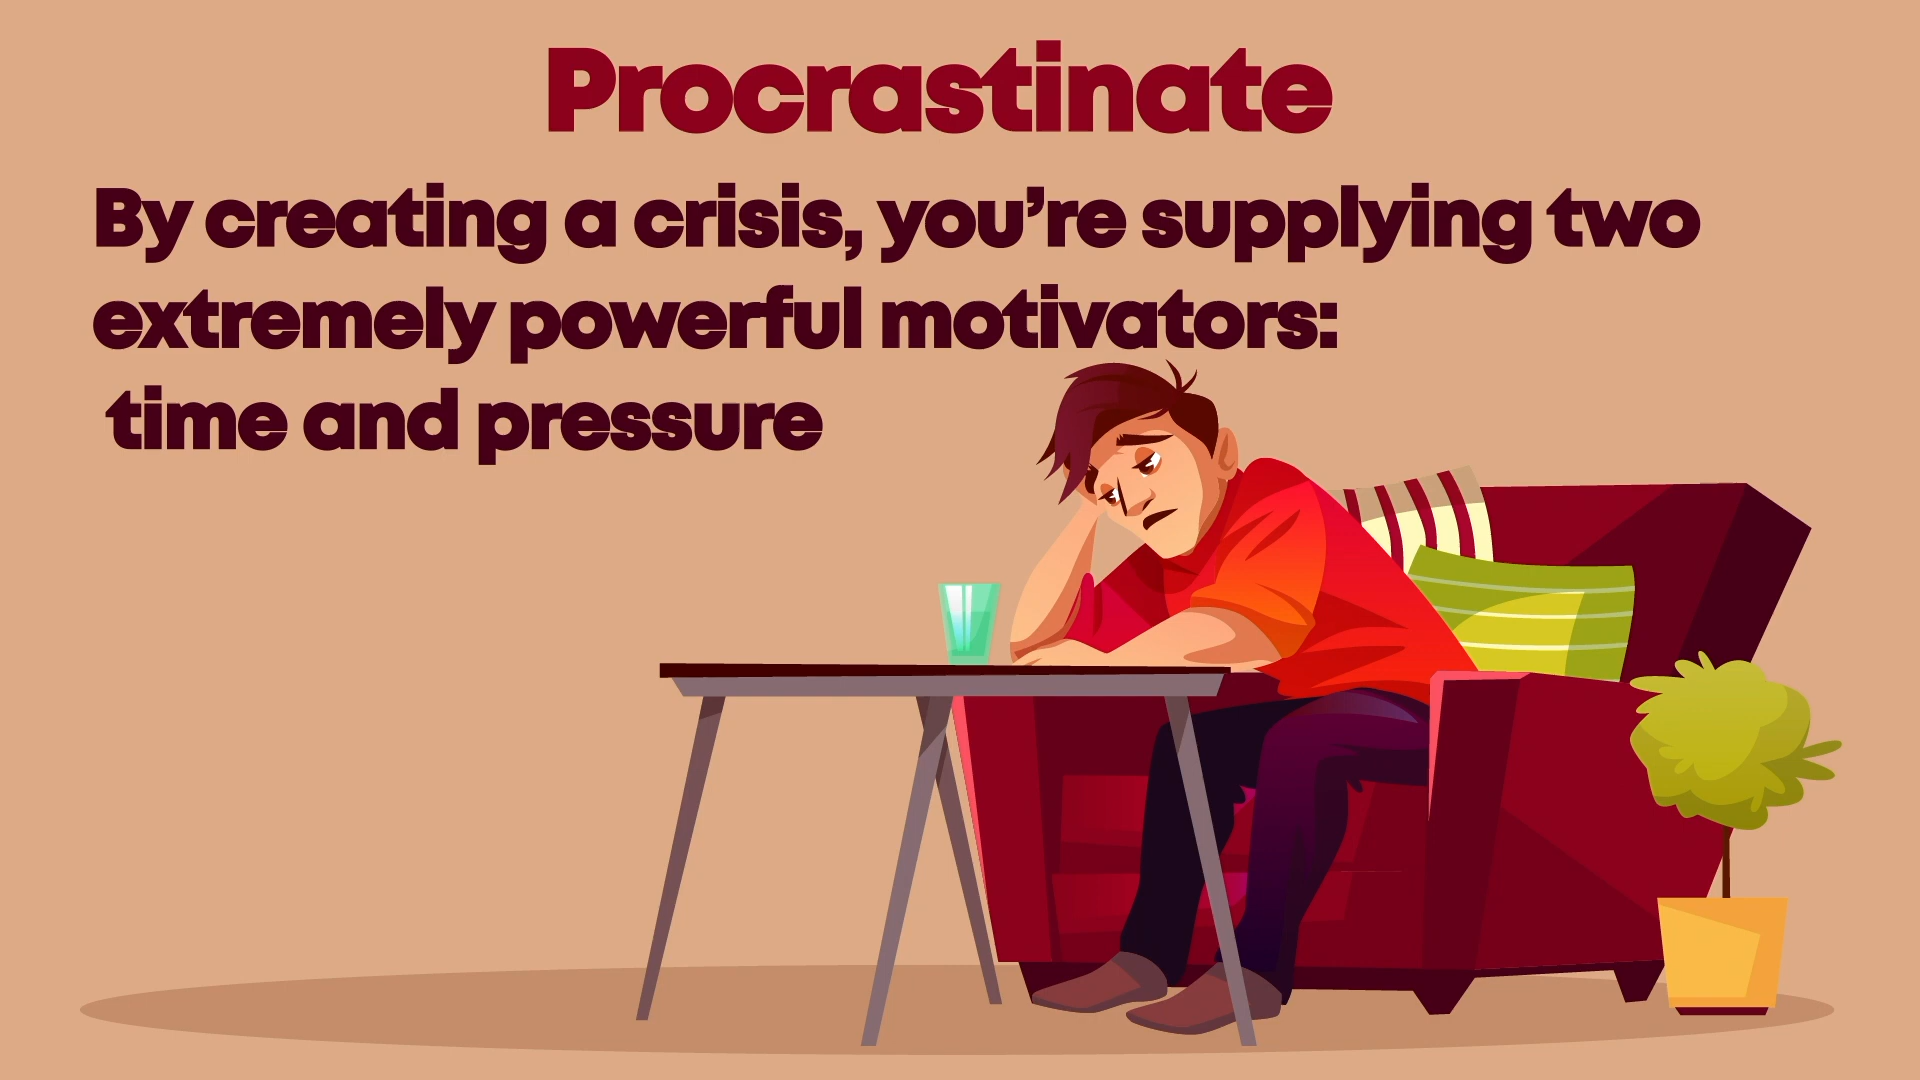 Procrastinate
By creating a crisis, you’re supplying two
extremely powerful motivators:
time and pressure